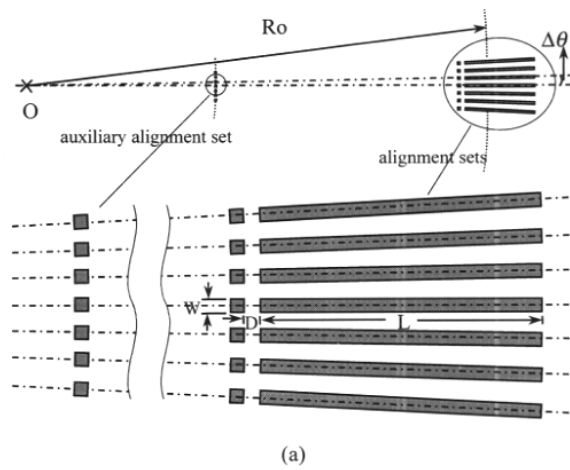 Ro
Δθ
O
auxiliary alignment set
alignment sets
W
D
L
(a)